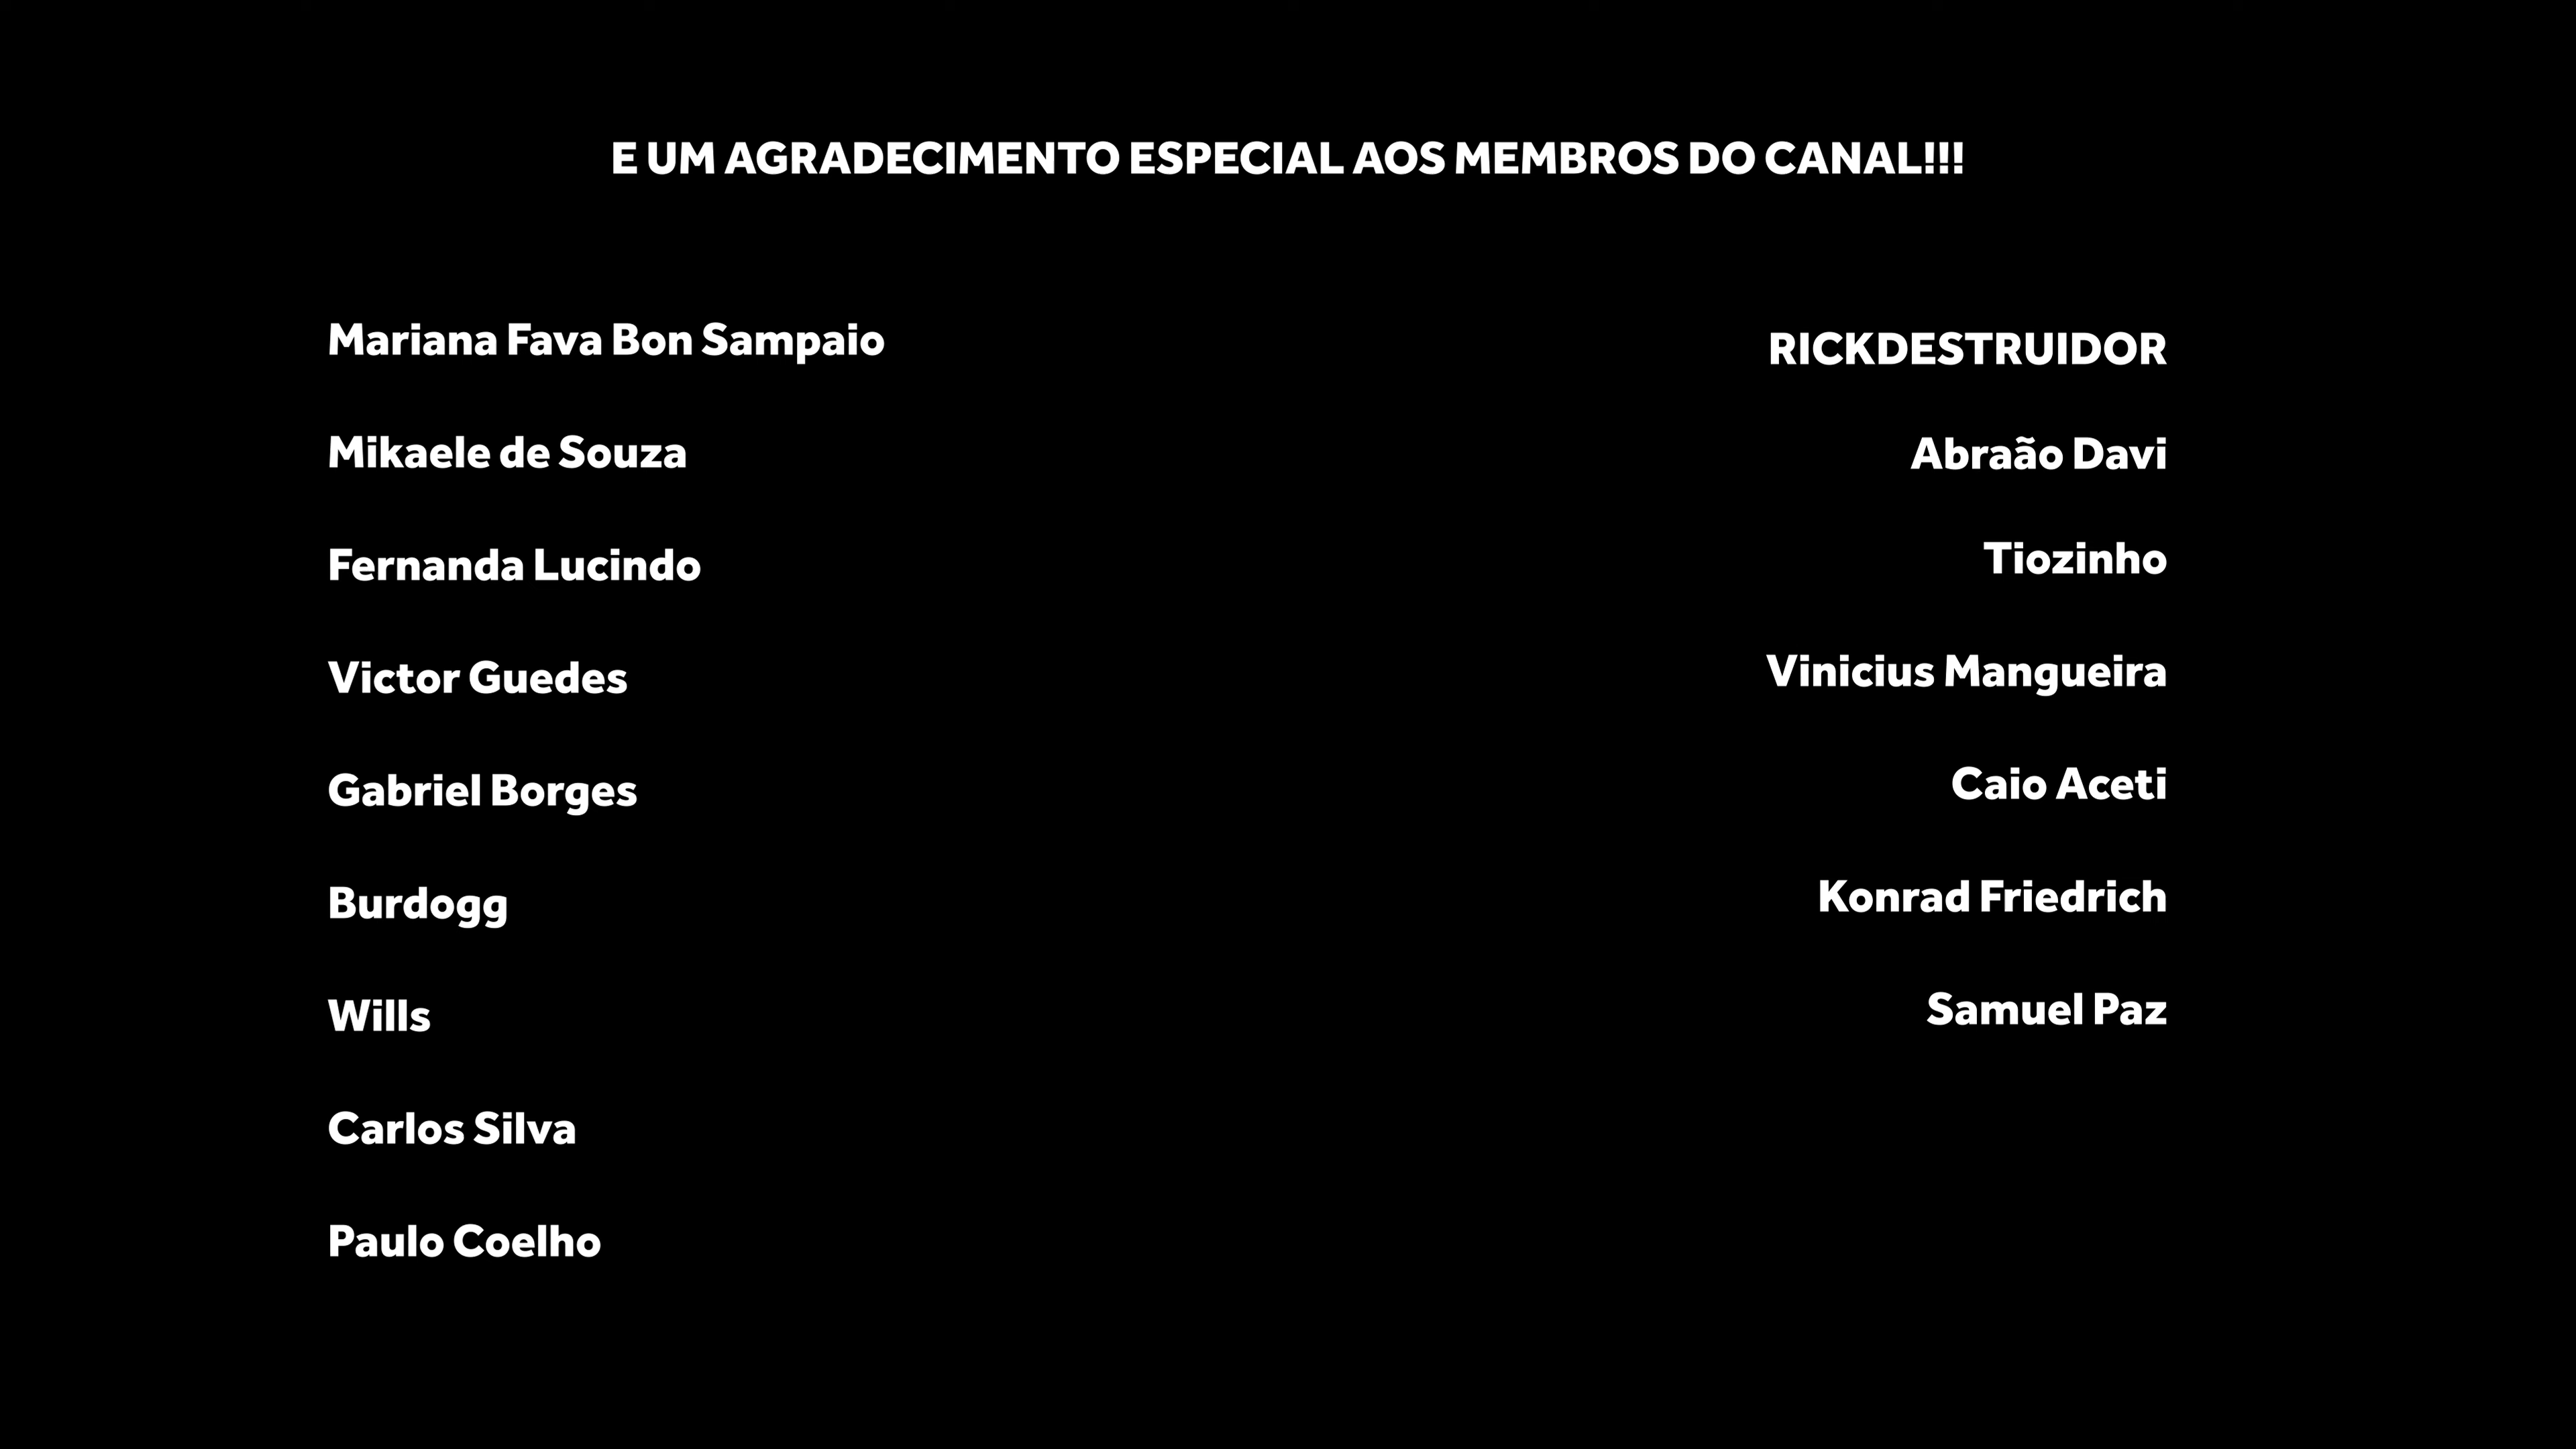 E UM AGRADECIMENTO ESPECIAL AOS MEMBROS DO CANAL!!!
Mariana Fava Bon Sampaio
Mikaele de Souza
Fernanda Lucindo
Victor Guedes
Gabriel Borges
Burdogg
Wills
Carlos Silva
Paulo Coelho
RICKDESTRUIDOR
Abraão Davi
Tiozinho
Vinicius Mangueira
Caio Aceti
Konrad Friedrich
Samuel Paz